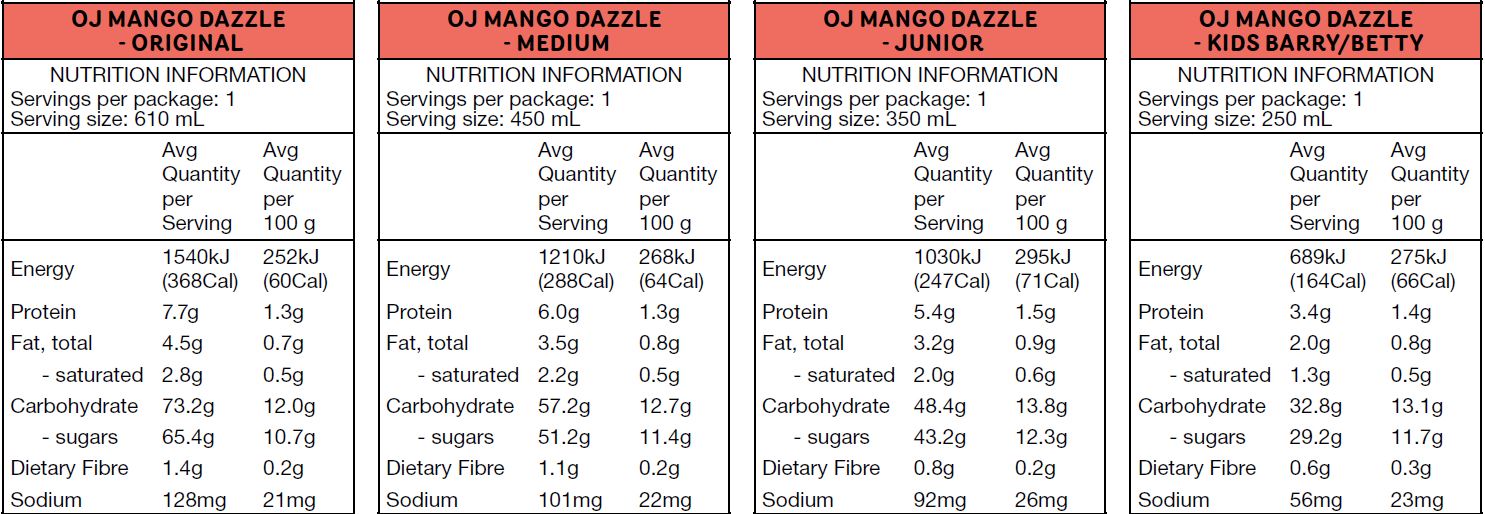 OJ MANGO DAZZLE
- ORIGINAL
NUTRITION INFORMATION
Servings per package: 1
Serving size: 610 mL
Avg Avg
Quantity Quantity
per per
Serving 100 g
Energy 1540kJ 252kJ
(368Cal) (60Cal)
Protein 7.7g 1.3g
Fat, total 4.5g 0.7g
- saturated 2.8g 0.5g
Carbohydrate 73.2g 12.0g
- sugars 65.4g 10.7g
Dietary Fibre 1.4g 0.2g
Sodium 128mg 21mg
OJ MANGO DAZZLE
- MEDIUM
NUTRITION INFORMATION
Servings per package: 1
Serving size: 450 mL
Avg Avg
Quantity Quantity
per per
Serving 100 g
Energy 1210kJ 268kJ
(288Cal) (64Cal)
Protein 6.0g 1.3g
Fat, total 3.5g 0.8g
- saturated 2.2g 0.5g
Carbohydrate 57.2g 12.7g
- sugars 51.2g 11.4g
Dietary Fibre 1.1g 0.2g
Sodium 101mg 22mg
OJ MANGO DAZZLE
- JUNIOR
NUTRITION INFORMATION
Servings per package: 1
Serving size: 350 mL
Avg Avg
Quantity Quantity
per per
Serving 100 g
Energy 1030kJ 295kJ
(247Cal) (71Cal)
Protein 5.4g 1.5g
Fat, total 3.2g 0.9g
- saturated 2.0g 0.6g
Carbohydrate 48.4g 13.8g
- sugars 43.2g 12.3g
Dietary Fibre 0.8g 0.2g
Sodium 92mg 26mg
OJ MANGO DAZZLE
- KIDS BARRY/BETTY
NUTRITION INFORMATION
Servings per package: 1
Serving size: 250 mL
Avg Avg
Quantity Quantity
per per
Serving 100 g
Energy 689kJ 275kJ
(164Cal) (66Cal)
Protein 3.4g 1.4g
Fat, total 2.0g 0.8g
- saturated 1.3g 0.5g
Carbohydrate 32.8g 13.1g
- sugars 29.2g 11.7g
Dietary Fibre 0.6g 0.3g
Sodium 56mg 23mg